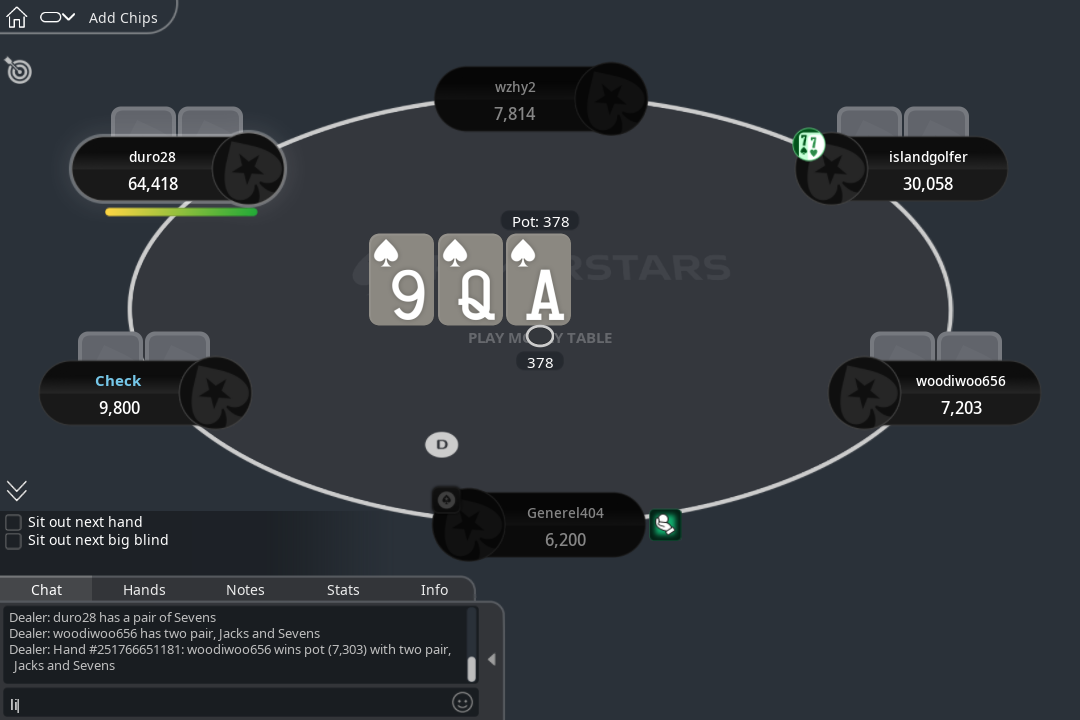 Add Chips
wzhy2
7,814
duro28
64,418
islandgolfer
30,058
Pot: 378
9 Q A
STARS
PLAY MONEY TABLE
378
Check
9,800
woodiwoo656
7,203
D
Generel404
6,200
Sit out next hand
Sit out next big blind
Chat Hands Notes Stats Info
Dealer: duro28 has a pair of Sevens
Dealer: woodiwoo656 has two pair, Jacks and Sevens
Dealer: Hand #251766651181: woodiwoo656 wins pot (7,303) with two pair,
Jacks and Sevens
li